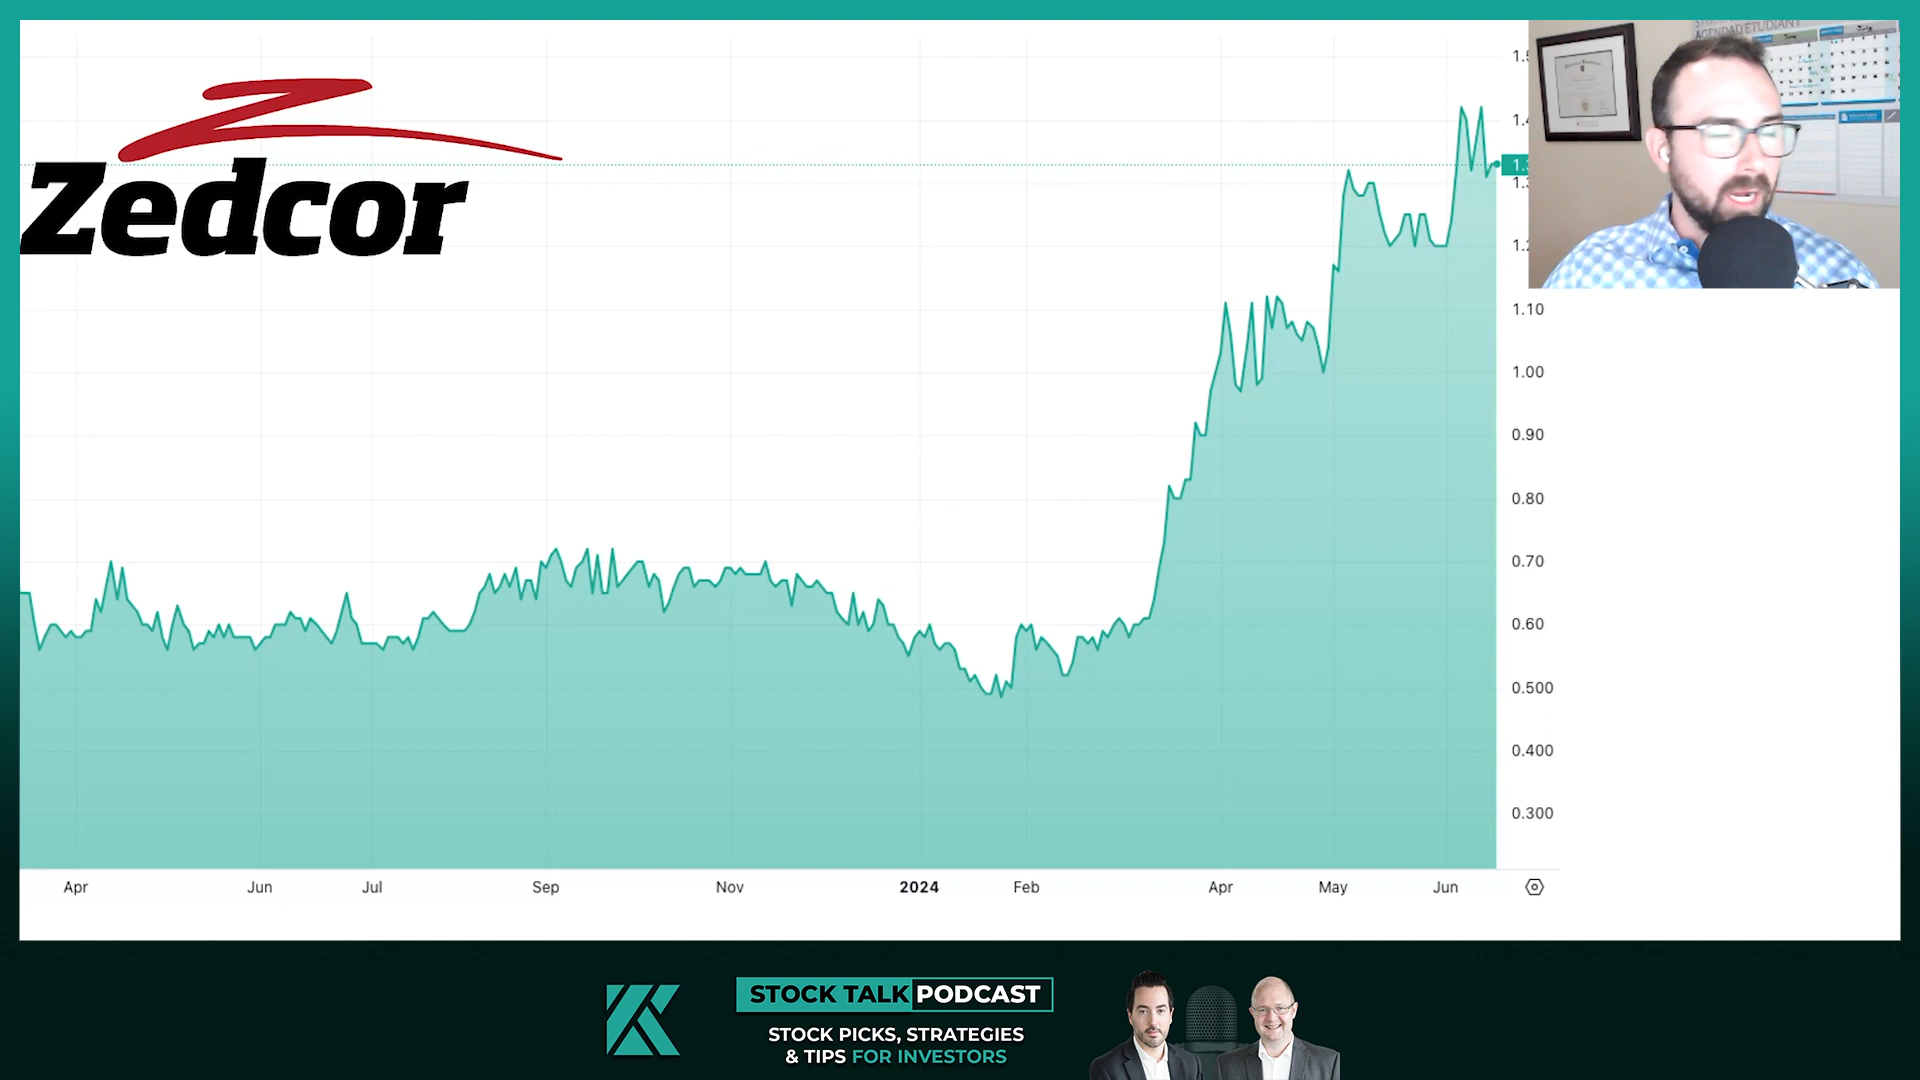 Zedcor
AGENDA D'ETUDIANT
1.10
1.00
0.90
0.80
0.70
0.60
0.500
0.400
0.300
Apr
Jun
Jul
Sep
Nov
2024
Feb
Apr
May
Jun
STOCK TALK PODCAST
STOCK PICKS, STRATEGIES
& TIPS FOR INVESTORS